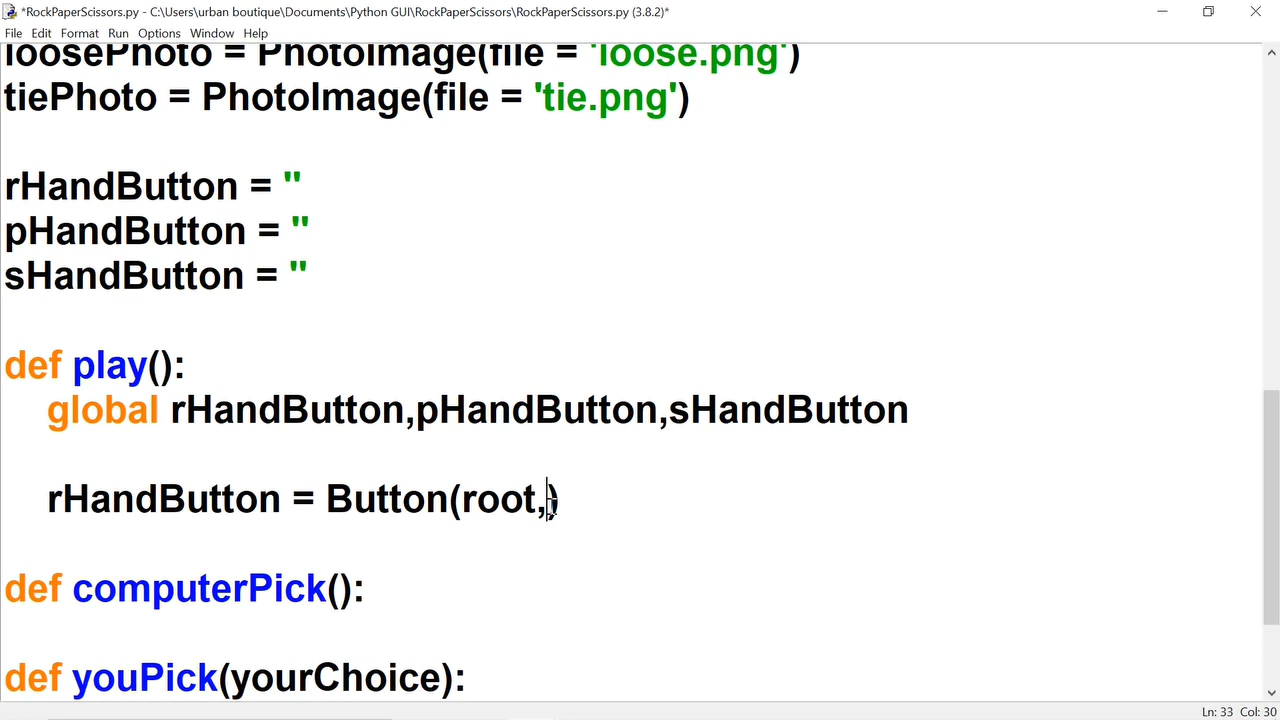 *RockPaperScissors.py - C:\Users\urban boutique\Documents\Python GUI\RockPaperScissors\RockPaperScissors.py (3.8.2)*
File Edit Format Run Options Window Help
loosePhoto = PhotoImage(file = 'loose.png')
tiePhoto = PhotoImage(file = 'tie.png')
rHandButton = ''
pHandButton = ''
sHandButton = ''
def play():
global rHandButton,pHandButton,sHandButton
rHandButton = Button(root,)
def computerPick():
def youPick(yourChoice):
Ln: 33 Col: 30